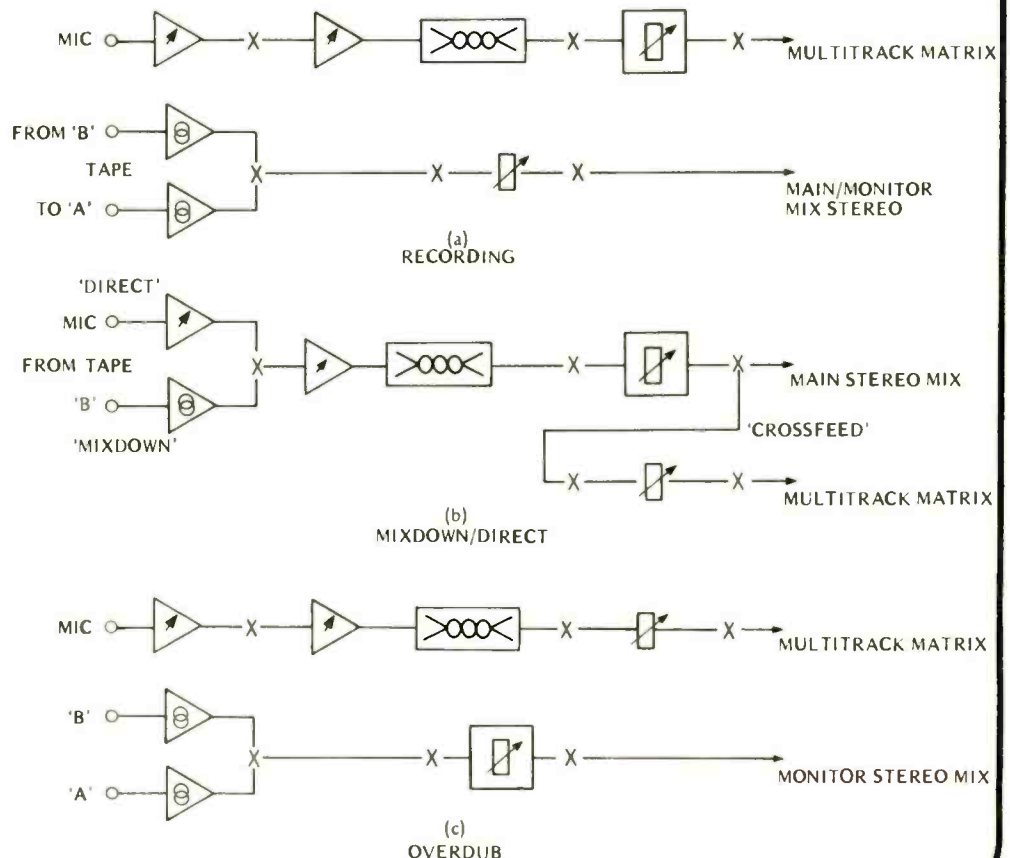 MIC
MULTITRACK MATRIX
FROM 'B'
TAPE
TO 'A'
MAIN/MONITOR
MIX STEREO
(a)
RECORDING
'DIRECT'
MIC
FROM TAPE
'B'
'MIXDOWN'
MAIN STEREO MIX
'CROSSFEED'
MULTITRACK MATRIX
(b)
MIXDOWN/DIRECT
MIC
MULTITRACK MATRIX
'B'
'A'
MONITOR STEREO MIX
(c)
OVERDUB